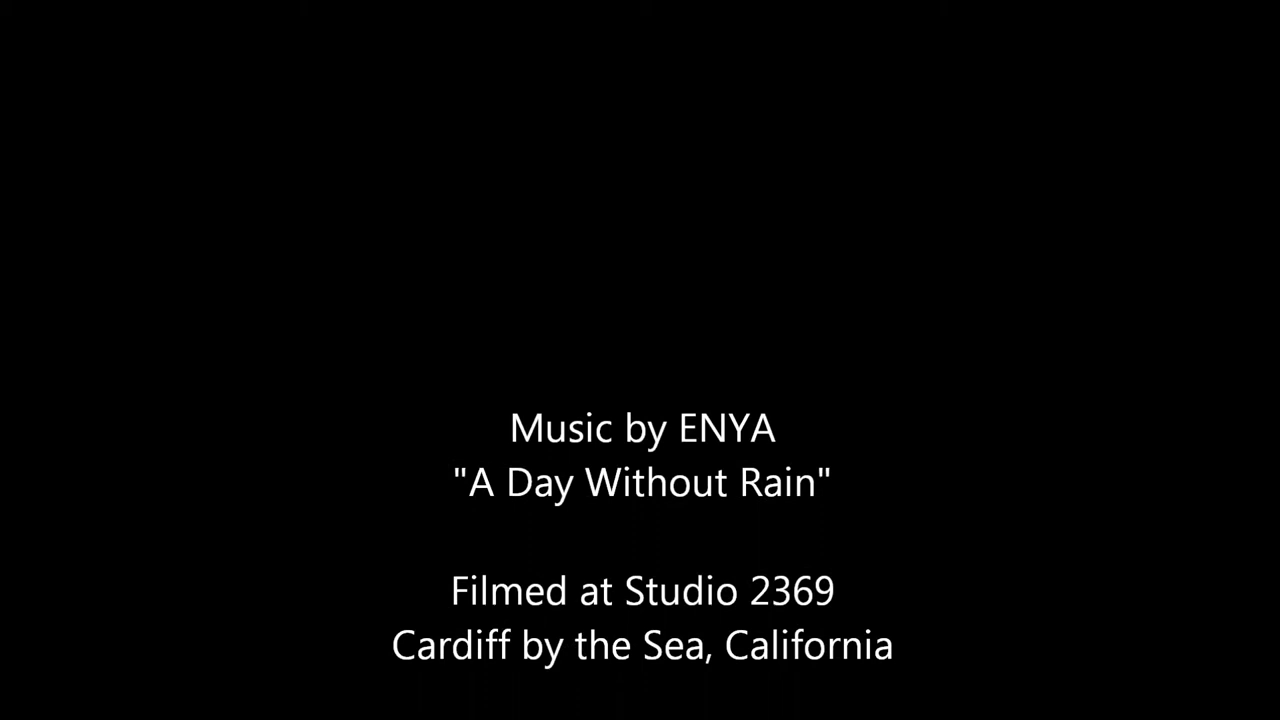 Music by ENYA
"A Day Without Rain"
Filmed at Studio 2369
Cardiff by the Sea, California